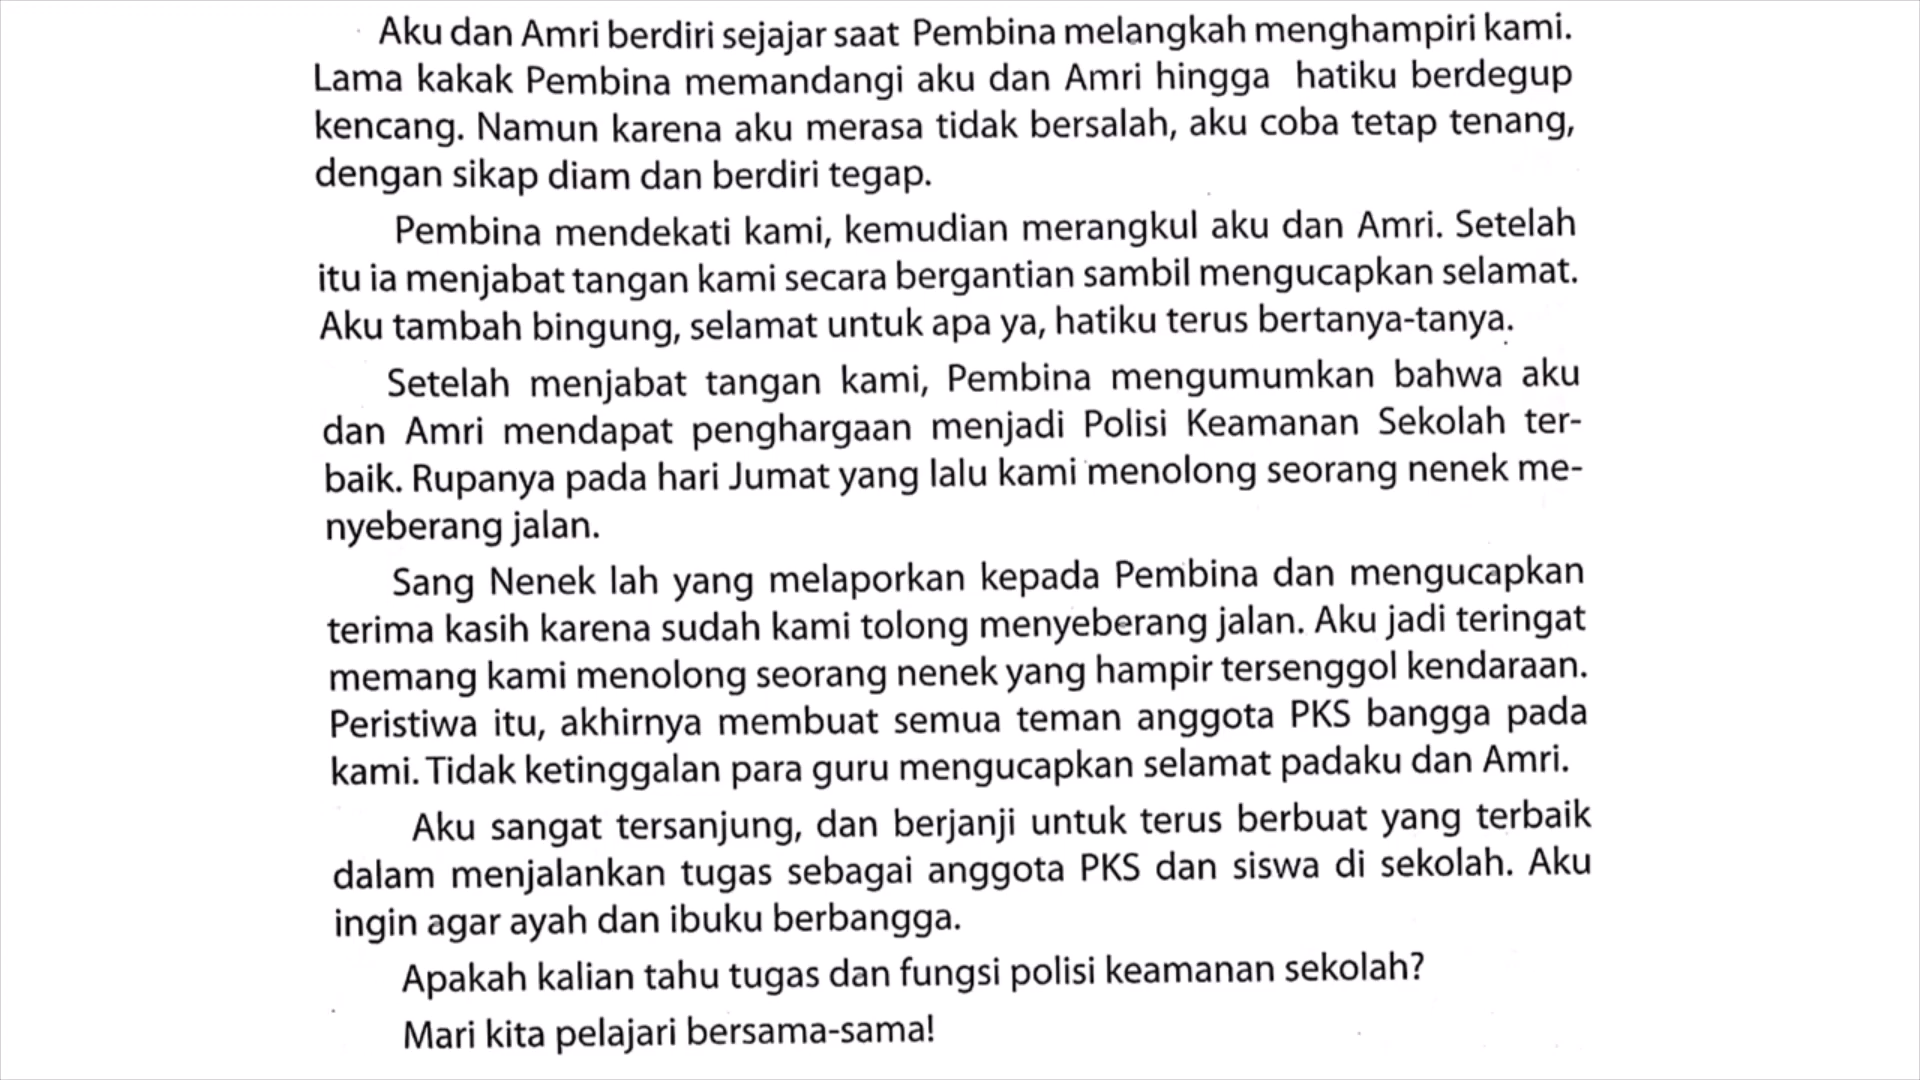 Aku dan Amri berdiri sejajar saat Pembina melangkah menghampiri kami.
Lama kakak Pembina memandangi aku dan Amri hingga hatiku berdegup
kencang. Namun karena aku merasa tidak bersalah, aku coba tetap tenang,
dengan sikap diam dan berdiri tegap.
Pembina mendekati kami, kemudian merangkul aku dan Amri. Setelah
itu ia menjabat tangan kami secara bergantian sambil mengucapkan selamat.
Aku tambah bingung, selamat untuk apa ya, hatiku terus bertanya-tanya.
Setelah menjabat tangan kami, Pembina mengumumkan bahwa aku
dan Amri mendapat penghargaan menjadi Polisi Keamanan Sekolah ter-
baik. Rupanya pada hari Jumat yang lalu kami menolong seorang nenek me-
nyeberang jalan.
Sang Nenek lah yang melaporkan kepada Pembina dan mengucapkan
terima kasih karena sudah kami tolong menyeberang jalan. Aku jadi teringat
memang kami menolong seorang nenek yang hampir tersenggol kendaraan.
Peristiwa itu, akhirnya membuat semua teman anggota PKS bangga pada
kami. Tidak ketinggalan para guru mengucapkan selamat padaku dan Amri.
Aku sangat tersanjung, dan berjanji untuk terus berbuat yang terbaik
dalam menjalankan tugas sebagai anggota PKS dan siswa di sekolah. Aku
ingin agar ayah dan ibuku berbangga.
Apakah kalian tahu tugas dan fungsi polisi keamanan sekolah?
Mari kita pelajari bersama-sama!